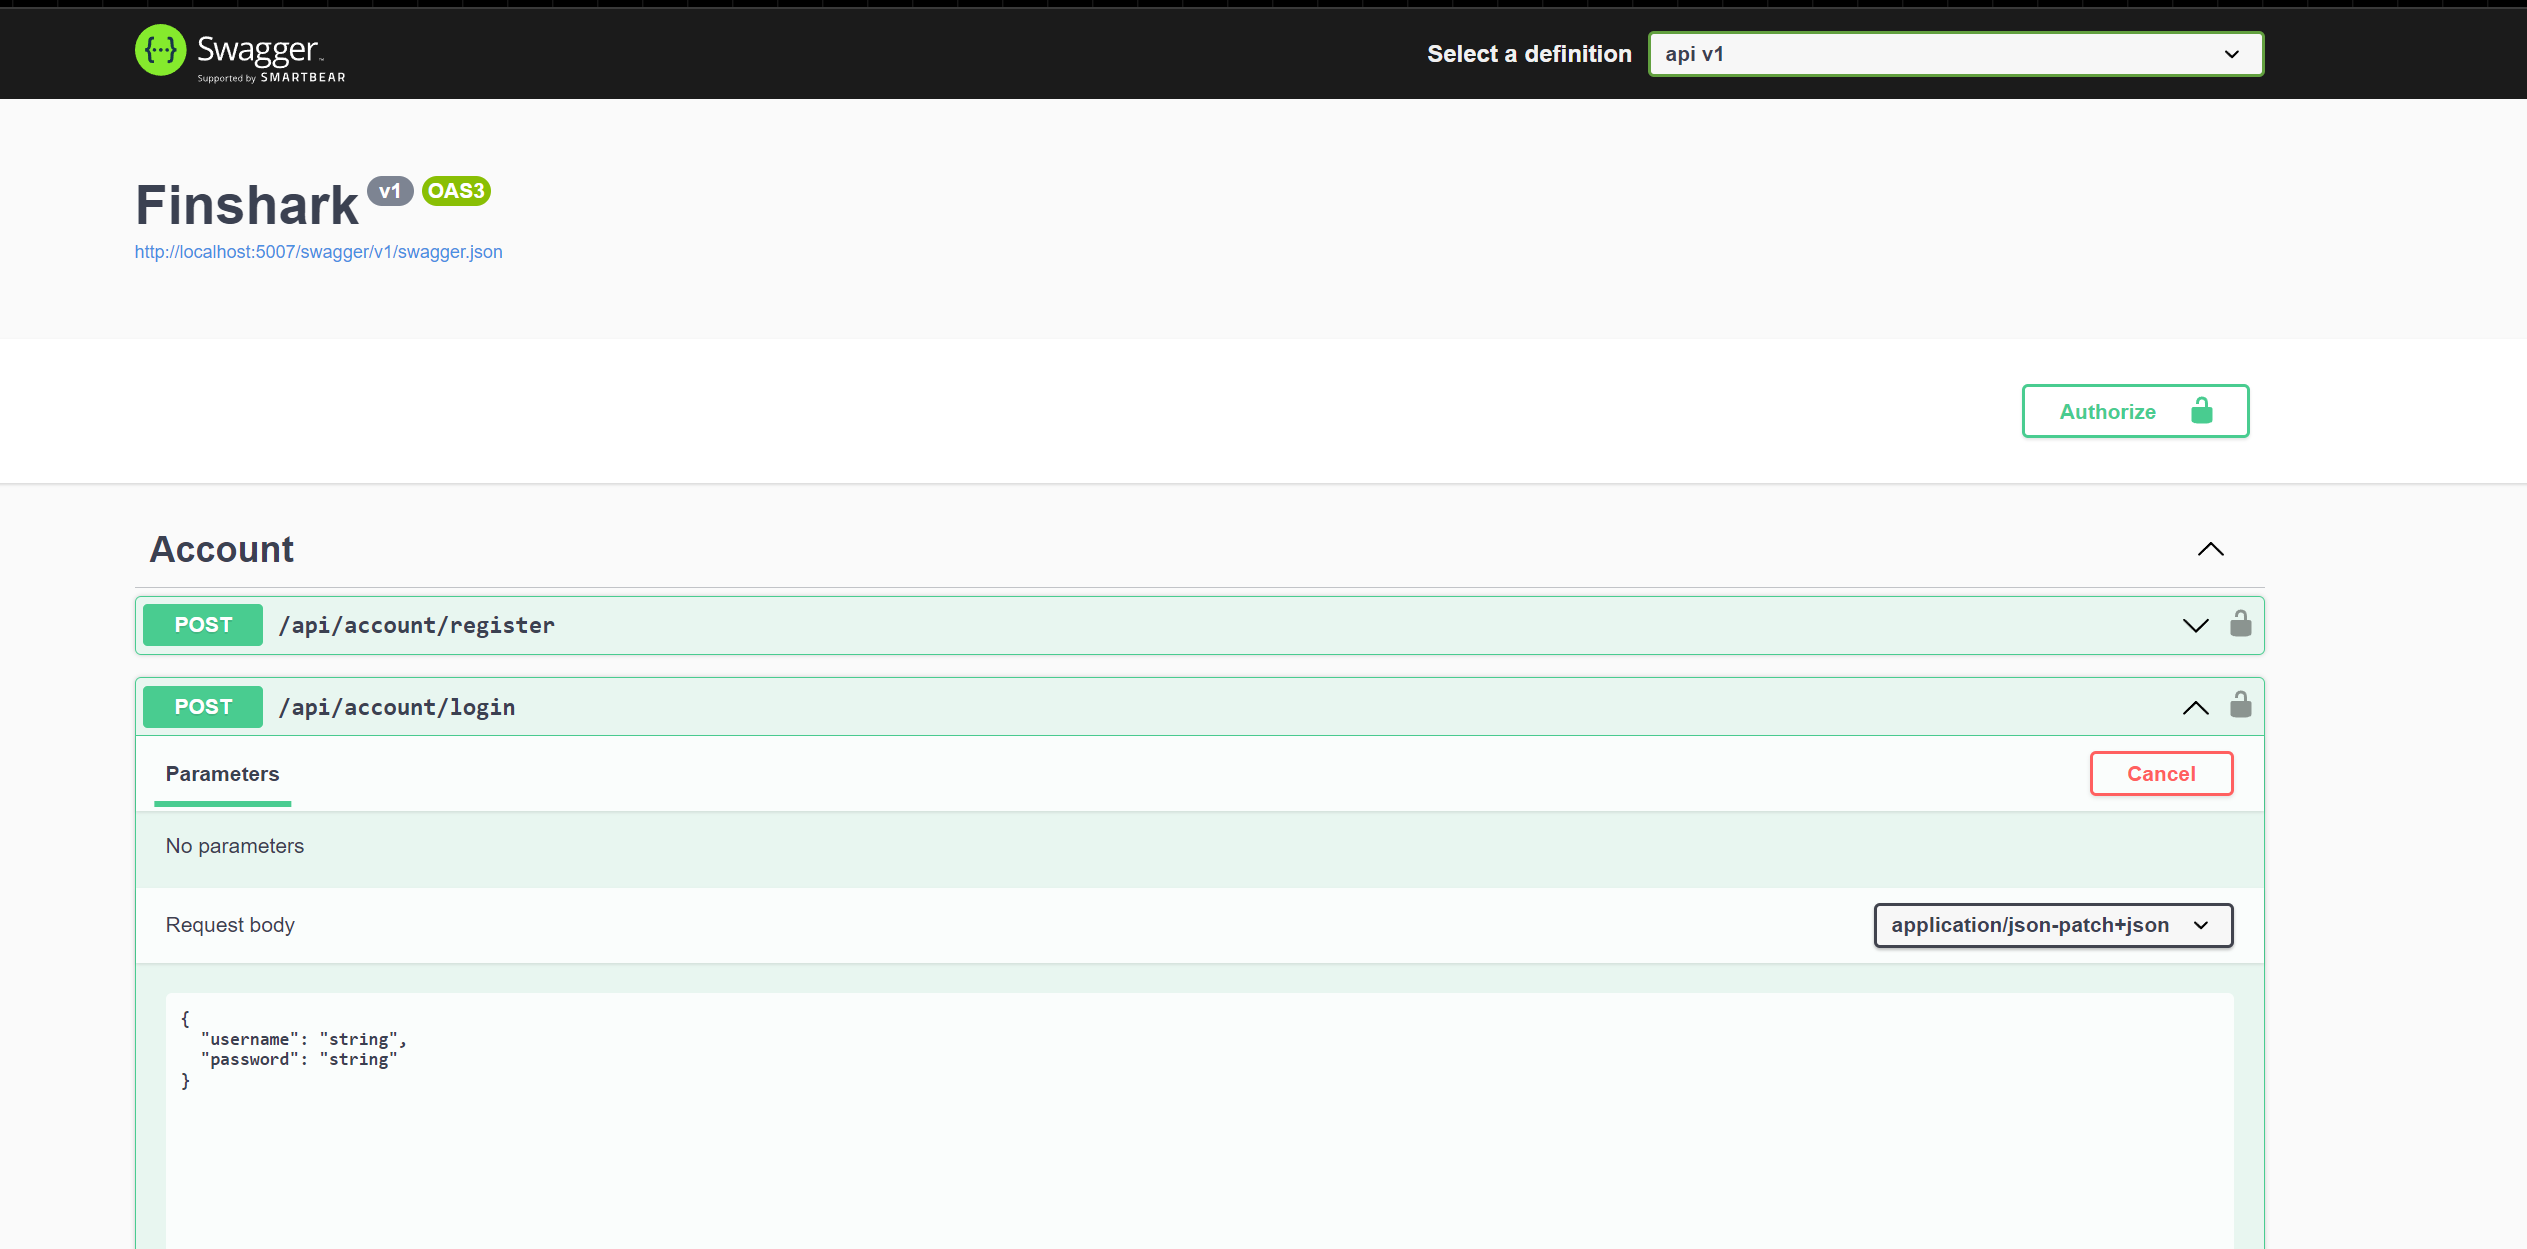 {...} Swagger™
Supported by SMARTBEAR
Select a definition
api v1
Finshark v1 OAS3
http://localhost:5007/swagger/v1/swagger.json
Authorize
Account
POST /api/account/register
POST /api/account/login
Parameters
Cancel
No parameters
Request body
application/json-patch+json
{
  "username": "string",
  "password": "string"
}